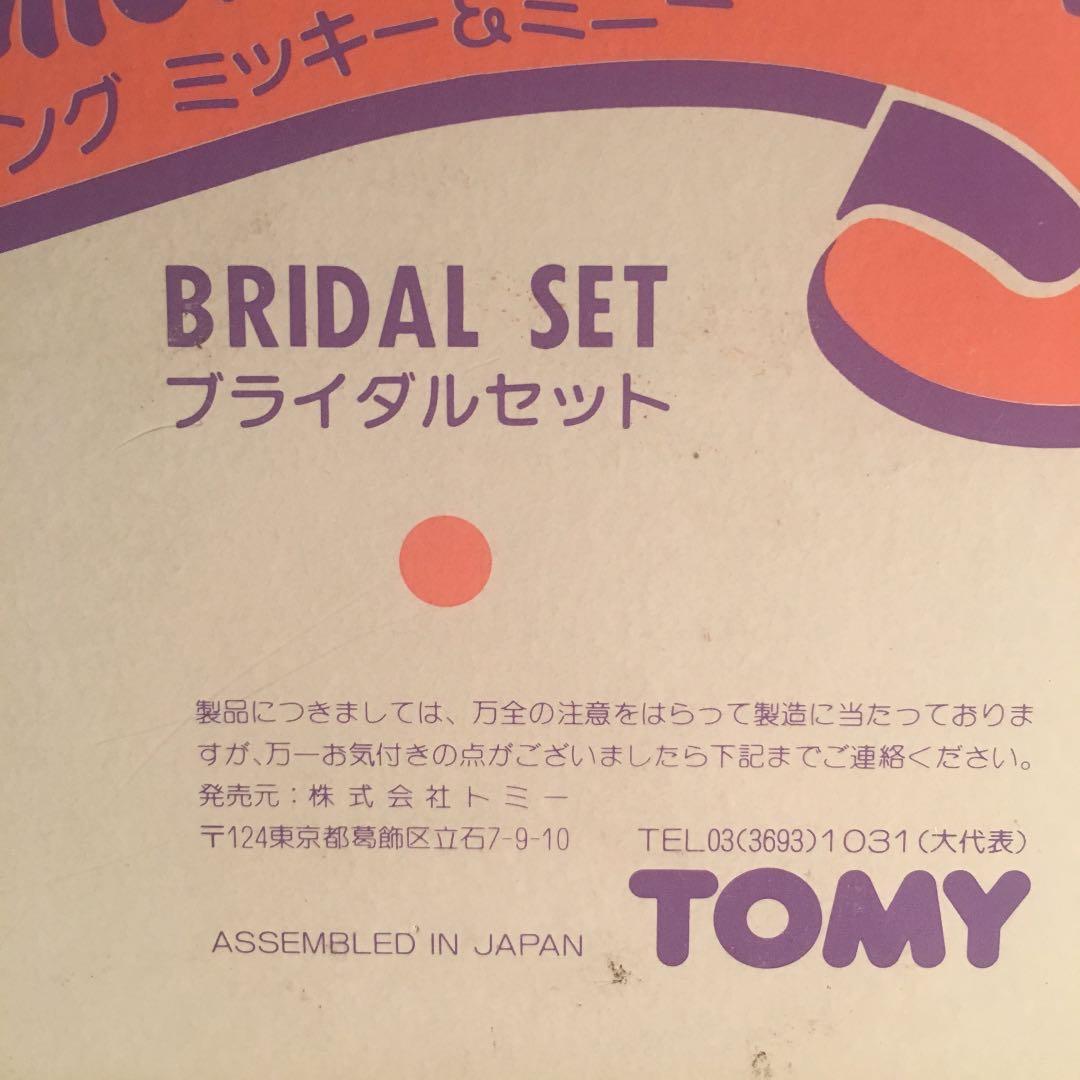 ング ミッキー&ミニー
BRIDAL SET
ブライダルセット
製品につきましては、万全の注意をはらって製造に当たっておりま
すが、万一お気付きの点がございましたら下記までご連絡ください。
発売元:株式会社トミー
〒124東京都葛飾区立石7-9-10 TEL03(3693)1031(大代表)
TOMY
ASSEMBLED IN JAPAN